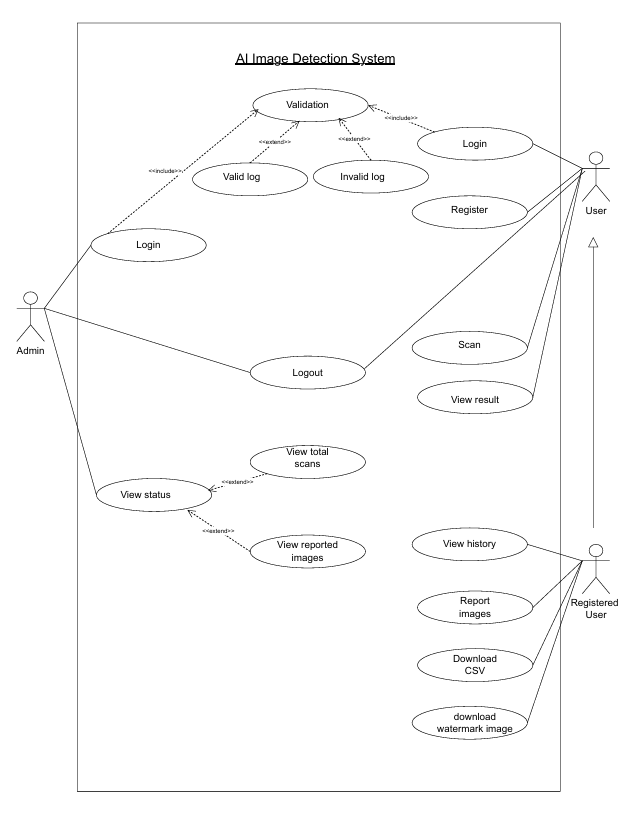 AI Image Detection System
Validation
<<include>>
Login
<<extend>>
<<extend>>
<<include>>
Valid log
Invalid log
Register
User
Login
Admin
Scan
Logout
View result
View total
scans
<<extend>>
View status
<<extend>>
View reported
images
View history
Report
images
Registered
User
Download
CSV
download
watermark image